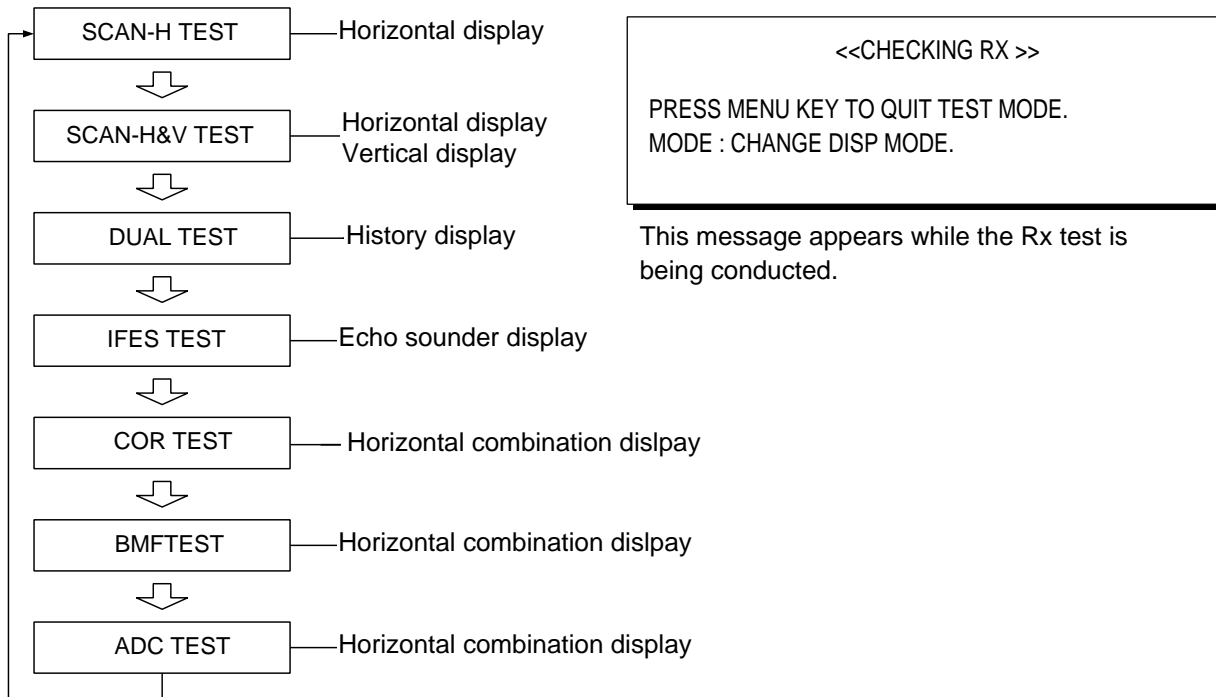 SCAN-H TEST
Horizontal display
SCAN-H&V TEST
Horizontal display
Vertical display
DUAL TEST
History display
IFES TEST
Echo sounder display
COR TEST
Horizontal combination dislpay
BMFTEST
Horizontal combination dislpay
ADC TEST
Horizontal combination display
<<CHECKING RX >>
PRESS MENU KEY TO QUIT TEST MODE.
MODE : CHANGE DISP MODE.
This message appears while the Rx test is
being conducted.